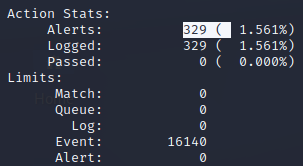 Action Stats:
Alerts: 329 ( 1.561%)
Logged: 329 ( 1.561%)
Passed: 0 ( 0.000%)
Limits:
Match: 0
Queue: 0
Log: 0
Event: 16140
Alert: 0